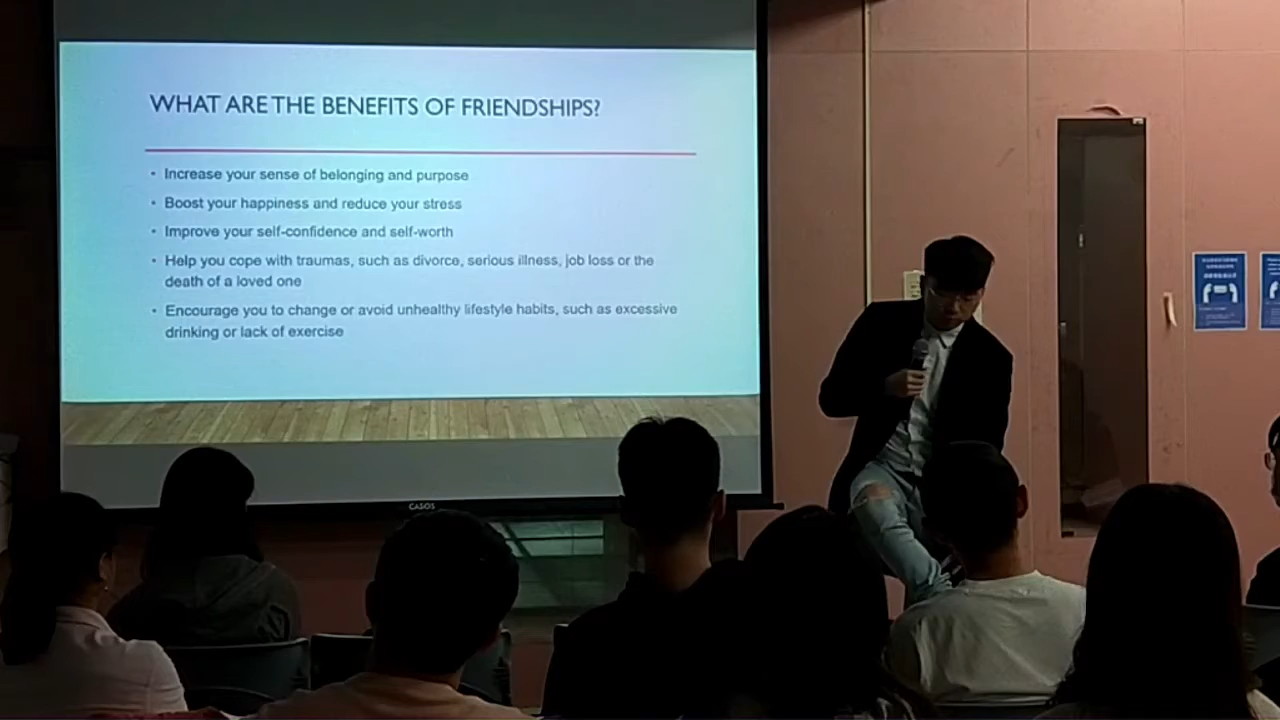 WHAT ARE THE BENEFITS OF FRIENDSHIPS?
• Increase your sense of belonging and purpose
• Boost your happiness and reduce your stress
• Improve your self-confidence and self-worth
• Help you cope with traumas, such as divorce, serious illness, job loss or the
death of a loved one
• Encourage you to change or avoid unhealthy lifestyle habits, such as excessive
drinking or lack of exercise
CASOS